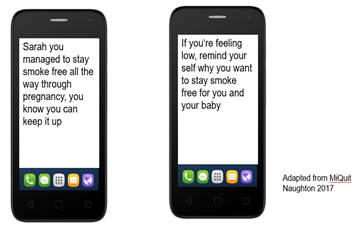 Sarah you
managed to stay
smoke free all the
way through
pregnancy, you
know you can
keep it up
If you're feeling
low, remind your
self why you want
to stay smoke
free for you and
your baby
Adapted from MiQuit
Naughton 2017